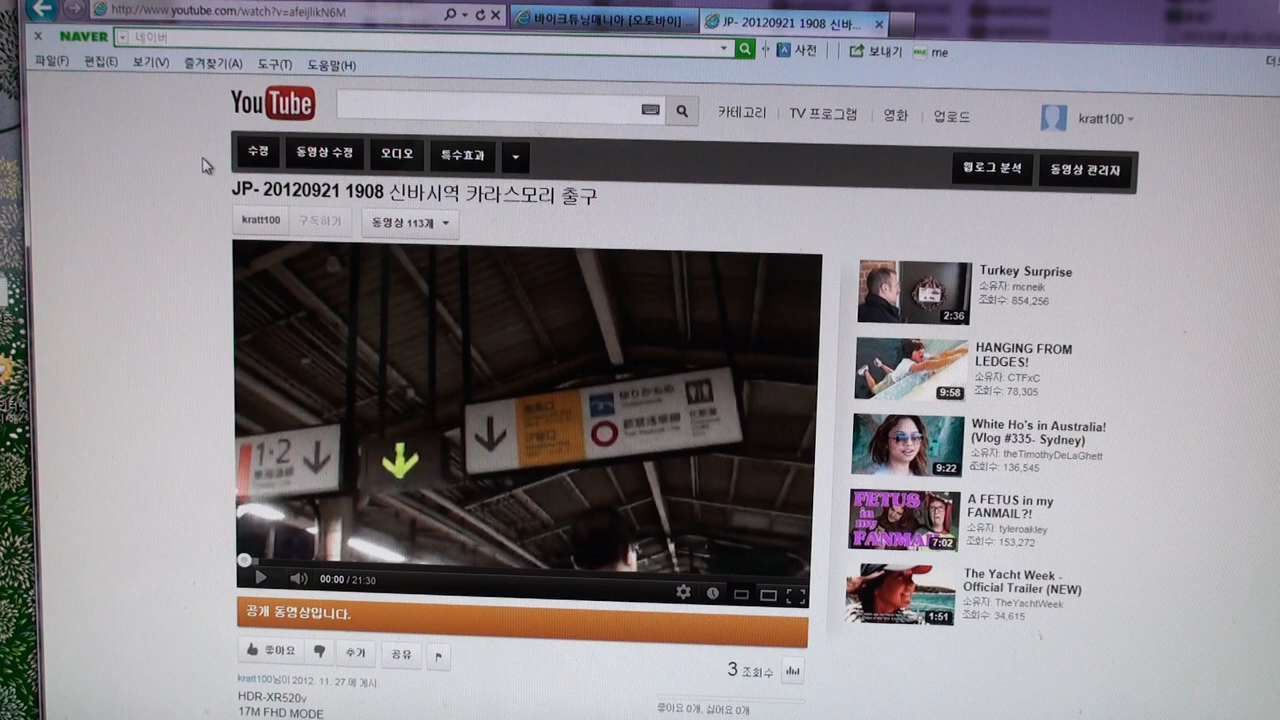 http://www.youtube.com/watch?v=afeijlikN6M
바이크튜닝매니아 [오토바이] ...
JP- 20120921 1908 신바...
NAVER
네이버
사전
보내기
me
파일(F) 편집(E) 보기(V) 즐겨찾기(A) 도구(T) 도움말(H)
YouTube
카테고리 TV 프로그램 영화 업로드
kratt100
수정 동영상 수정 오디오 특수효과
웹로그 분석 동영상 관리자
JP- 20120921 1908 신바시역 카라스모리 출구
kratt100 구독하기 동영상 113개
1·2
00:00 / 21:30
공개 동영상입니다.
좋아요 추가 공유
3 조회수
kratt100님이 2012. 11. 27.에 게시
HDR-XR520v
17M FHD MODE
좋아요 0개, 싫어요 0개
2:36
Turkey Surprise
소유자: mcneik
조회수: 854,256
9:58
HANGING FROM
LEDGES!
소유자: CTFxC
조회수: 78,305
9:22
White Ho's in Australia!
(Vlog #335- Sydney)
소유자: theTimothyDeLaGhett
조회수: 136,545
FETUS
in
my
FANMAI
7:02
A FETUS in my
FANMAIL?!
소유자: tyleroakley
조회수: 153,272
1:51
The Yacht Week -
Official Trailer (NEW)
소유자: TheYachtWeek
조회수: 34,615